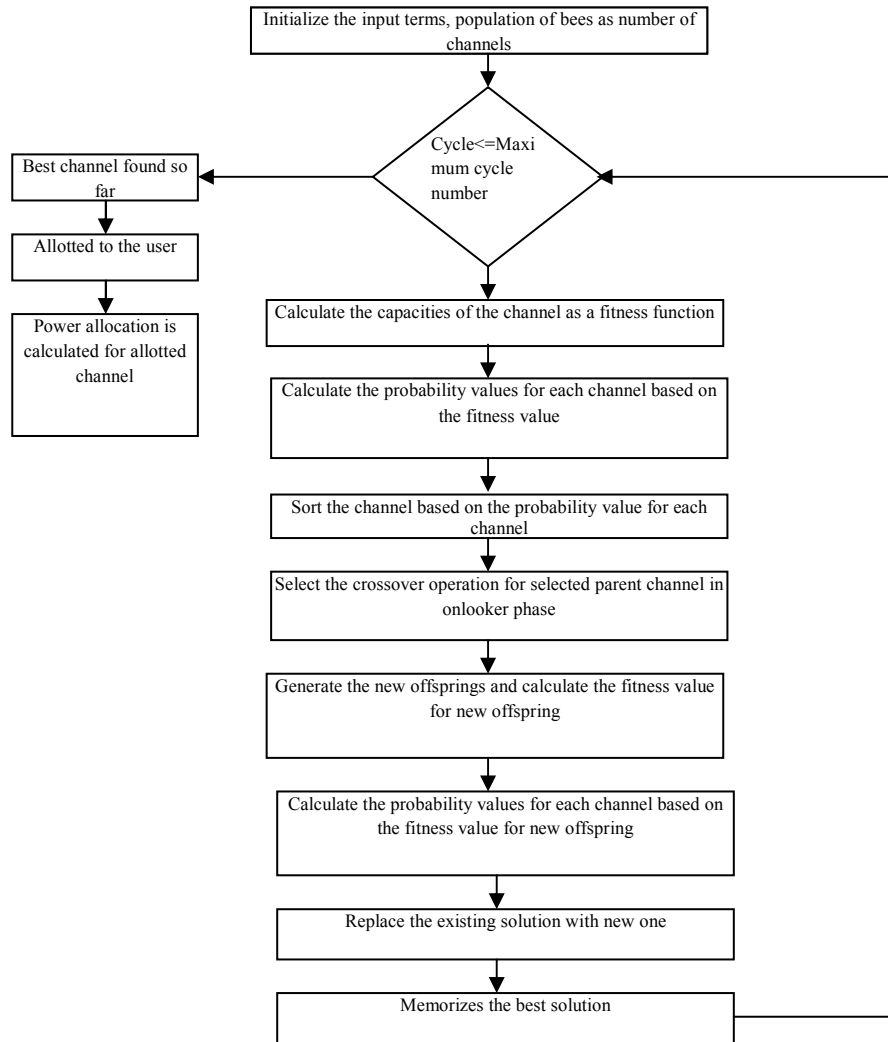 Initialize the input terms, population of bees as number of
channels
Cycle<=Maxi
mum cycle
number
Best channel found so
far
Allotted to the user
Power allocation is
calculated for allotted
channel
Calculate the capacities of the channel as a fitness function
Calculate the probability values for each channel based on
the fitness value
Sort the channel based on the probability value for each
channel
Select the crossover operation for selected parent channel in
onlooker phase
Generate the new offsprings and calculate the fitness value
for new offspring
Calculate the probability values for each channel based on
the fitness value for new offspring
Replace the existing solution with new one
Memorizes the best solution